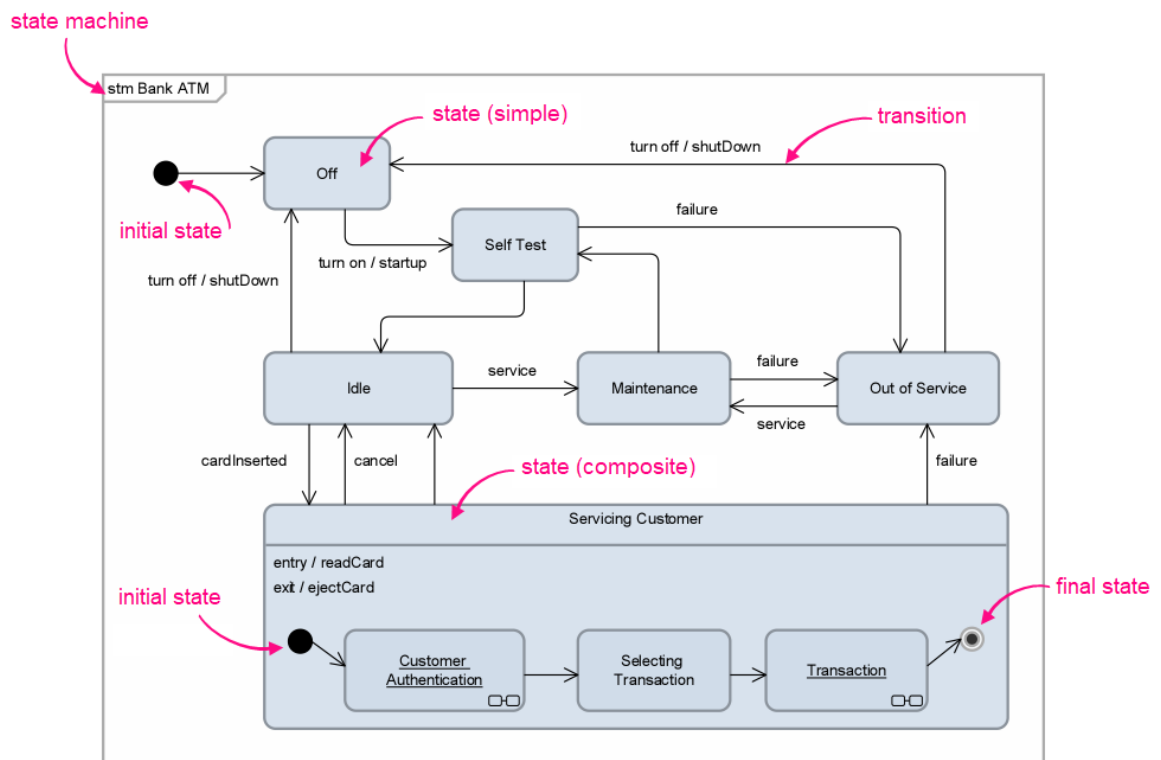 state machine
stm Bank ATM
state (simple)
transition
turn off / shutDown
Off
initial state
failure
Self Test
turn on / startup
turn off / shutDown
Idle
service
Maintenance
failure
Out of Service
service
cardInserted
cancel
state (composite)
failure
Servicing Customer
entry / readCard
exit / ejectCard
initial state
final state
Customer
Authentication
Selecting
Transaction
Transaction